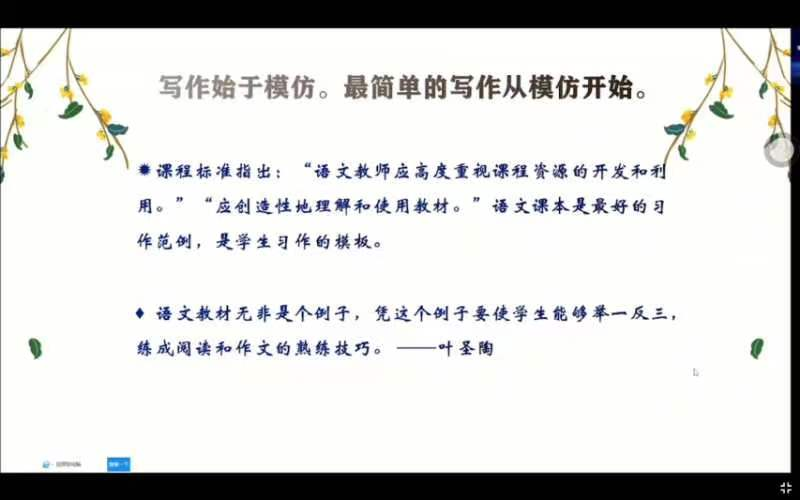 写作始于模仿。最简单的写作从模仿开始。
课程标准指出：“语文教师应高度重视课程资源的开发和利
用。”“应创造性地理解和使用教材。”语文课本是最好的习
作范例，是学生习作的模板。
语文教材无非是个例子，凭这个例子要使学生能够举一反三，
练成阅读和作文的熟练技巧。——叶圣陶